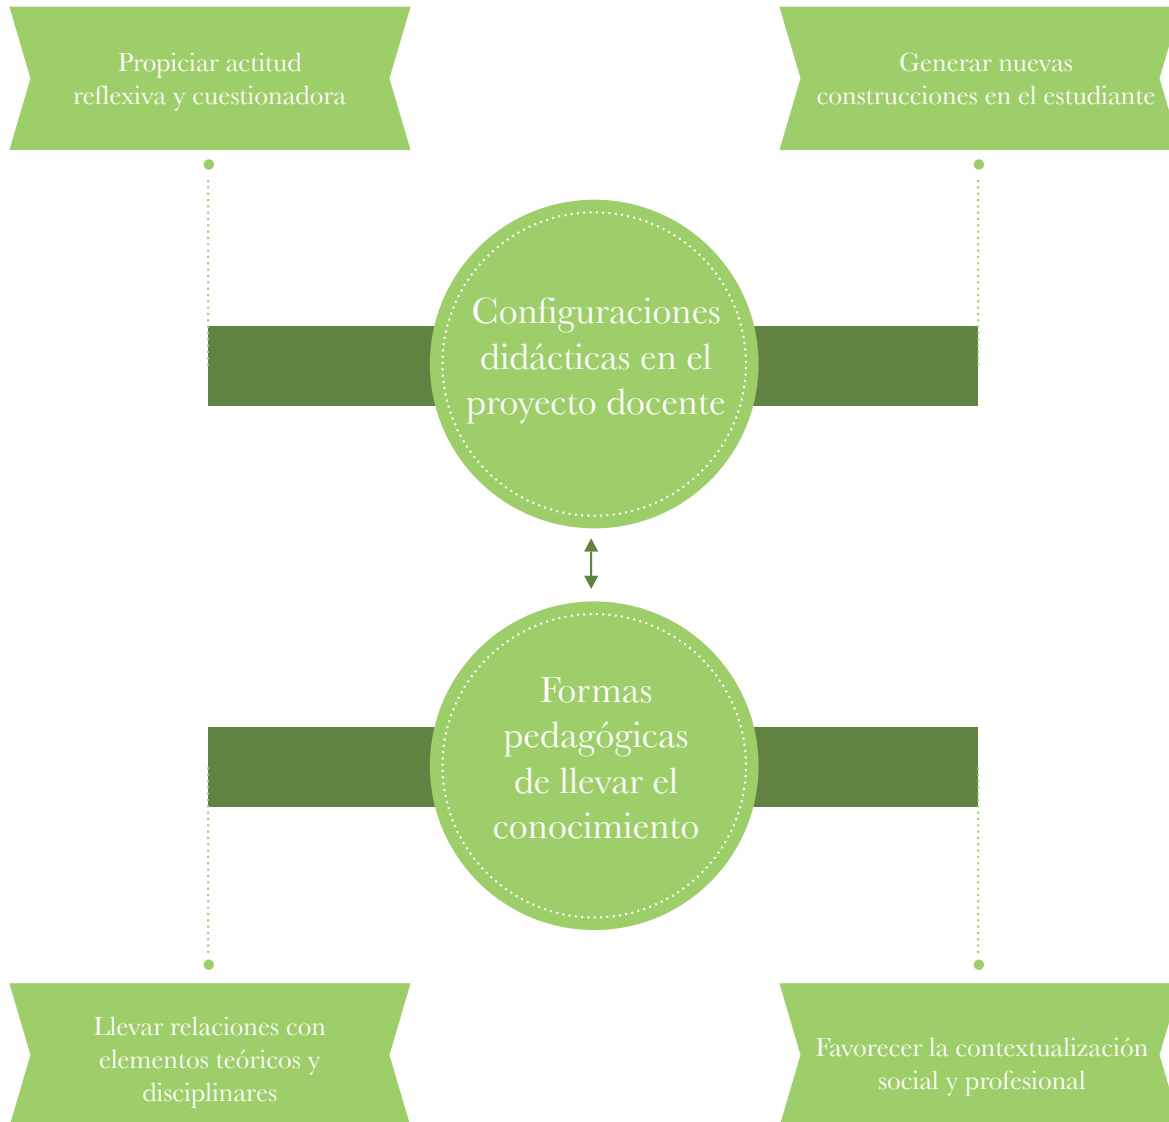 Propiciar actitud
reflexiva y cuestionadora
Generar nuevas
construcciones en el estudiante
Configuraciones
didácticas en el
proyecto docente
Formas
pedagógicas
de llevar el
conocimiento
Llevar relaciones con
elementos teóricos y
disciplinares
Favorecer la contextualización
social y profesional